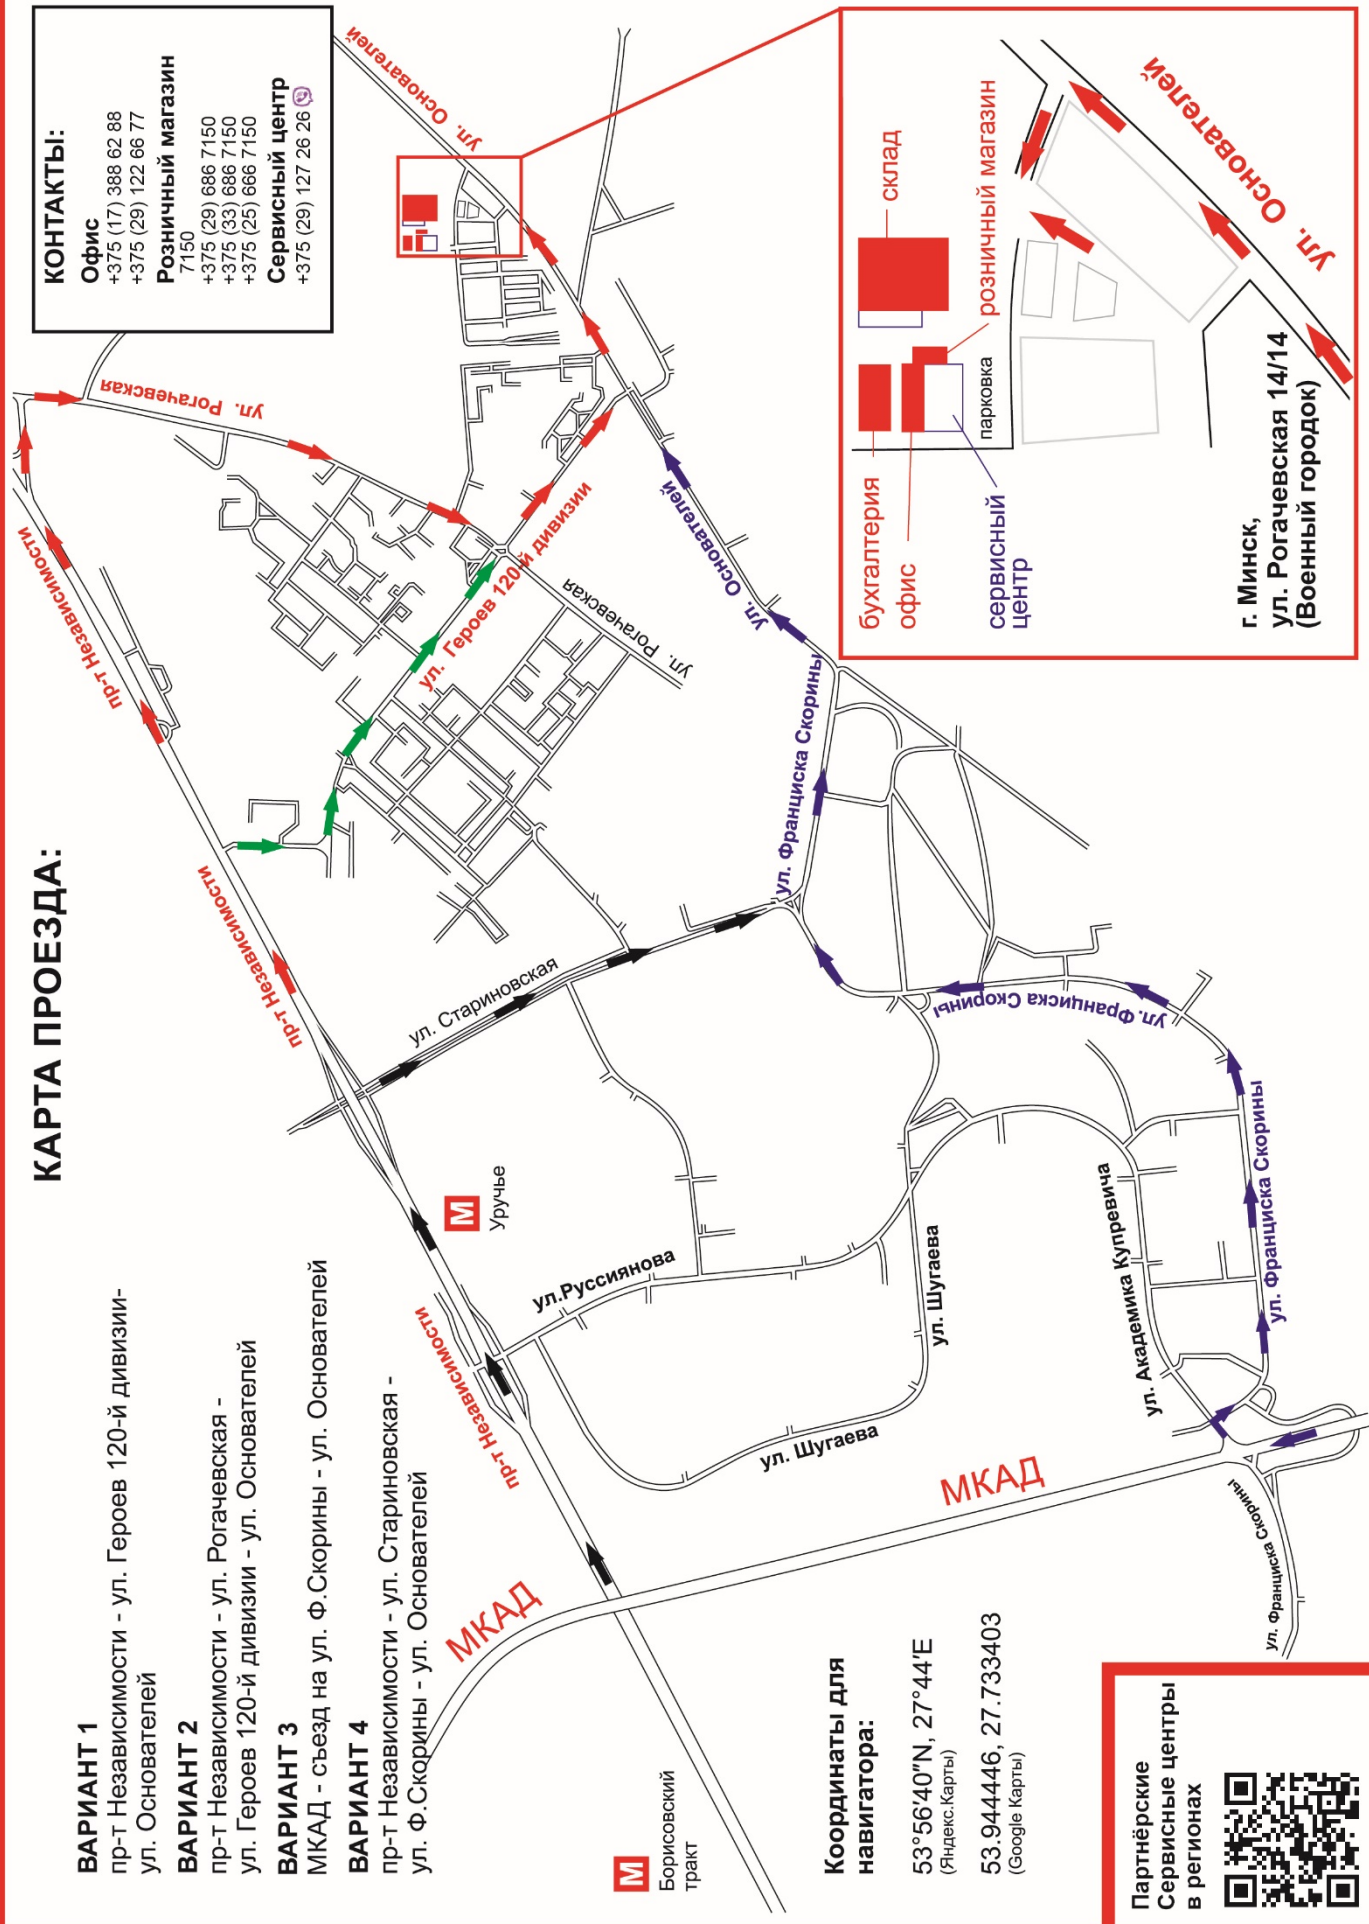 КАРТА ПРОЕЗДА:
ВАРИАНТ 1
пр-т Независимости - ул. Героев 120-й дивизии-
ул. Основателей
ВАРИАНТ 2
пр-т Независимости - ул. Рогачевская -
ул. Героев 120-й дивизии - ул. Основателей
ВАРИАНТ 3
МКАД - съезд на ул. Ф.Скорины - ул. Основателей
ВАРИАНТ 4
пр-т Независимости - ул. Стариновская -
ул. Ф.Скорины - ул. Основателей
КОНТАКТЫ:
Офис
+375 (17) 388 62 88
+375 (29) 122 66 77
Розничный магазин
7150
+375 (29) 686 7150
+375 (33) 686 7150
+375 (25) 666 7150
Сервисный центр
+375 (29) 127 26 26
ул. Основателей
ул. Рогачевская
пр-т Независимости
пр-т Независимости
пр-т Независимости
ул. Героев 120-й дивизии
ул. Рогачевская
ул. Основателей
ул. Стариновская
ул. Франциска Скорины
ул. Франциска Скорины
ул. Франциска Скорины
ул. Франциска Скорины
М
Уручье
ул.Руссиянова
ул. Шугаева
ул. Шугаева
ул. Академика Купревича
МКАД
МКАД
М
Борисовский
тракт
Координаты для
навигатора:
53°56'40"N, 27°44'E
(Яндекс.Карты)
53.944446, 27.733403
(Google Карты)
Партнёрские
Сервисные центры
в регионах
бухгалтерия
офис
сервисный
центр
склад
розничный магазин
парковка
ул. Основателей
г. Минск,
ул. Рогачевская 14/14
(Военный городок)